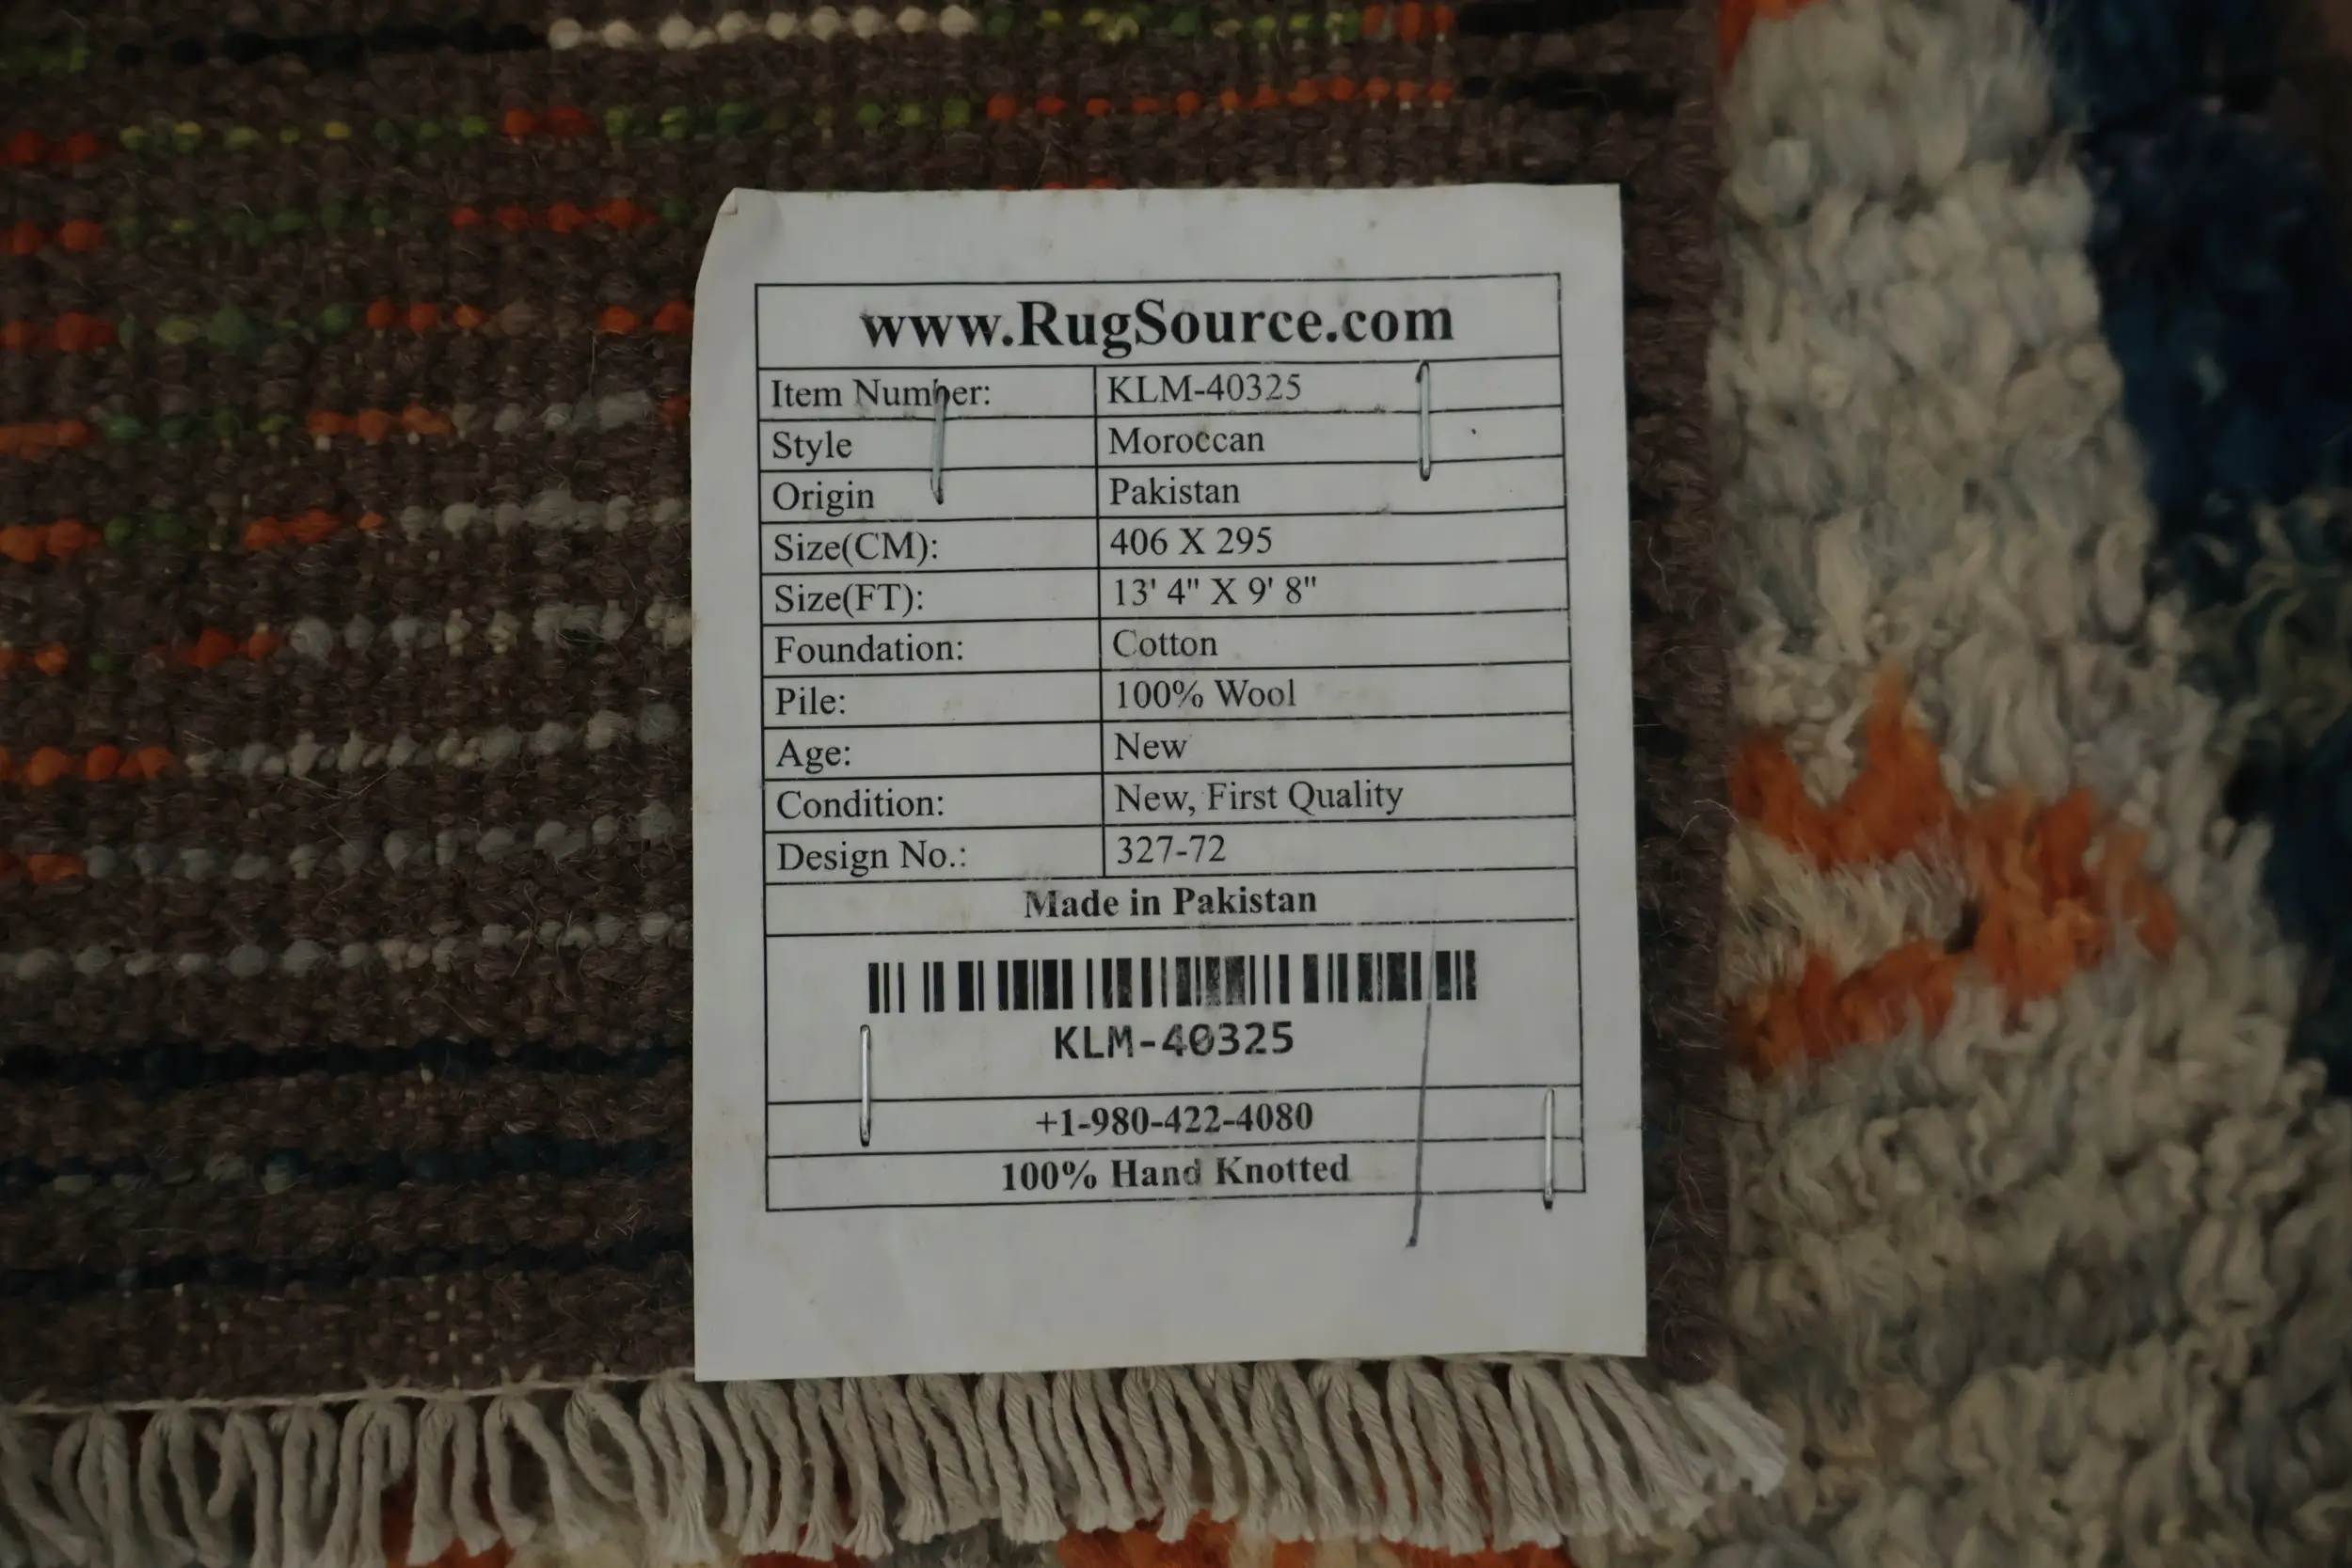 www.RugSource.com
Item Number: KLM-40325
Style Moroccan
Origin Pakistan
Size(CM): 406 X 295
Size(FT): 13' 4" X 9' 8"
Foundation: Cotton
Pile: 100% Wool
Age: New
Condition: New, First Quality
Design No.: 327-72
Made in Pakistan
KLM-40325
+1-980-422-4080
100% Hand Knotted